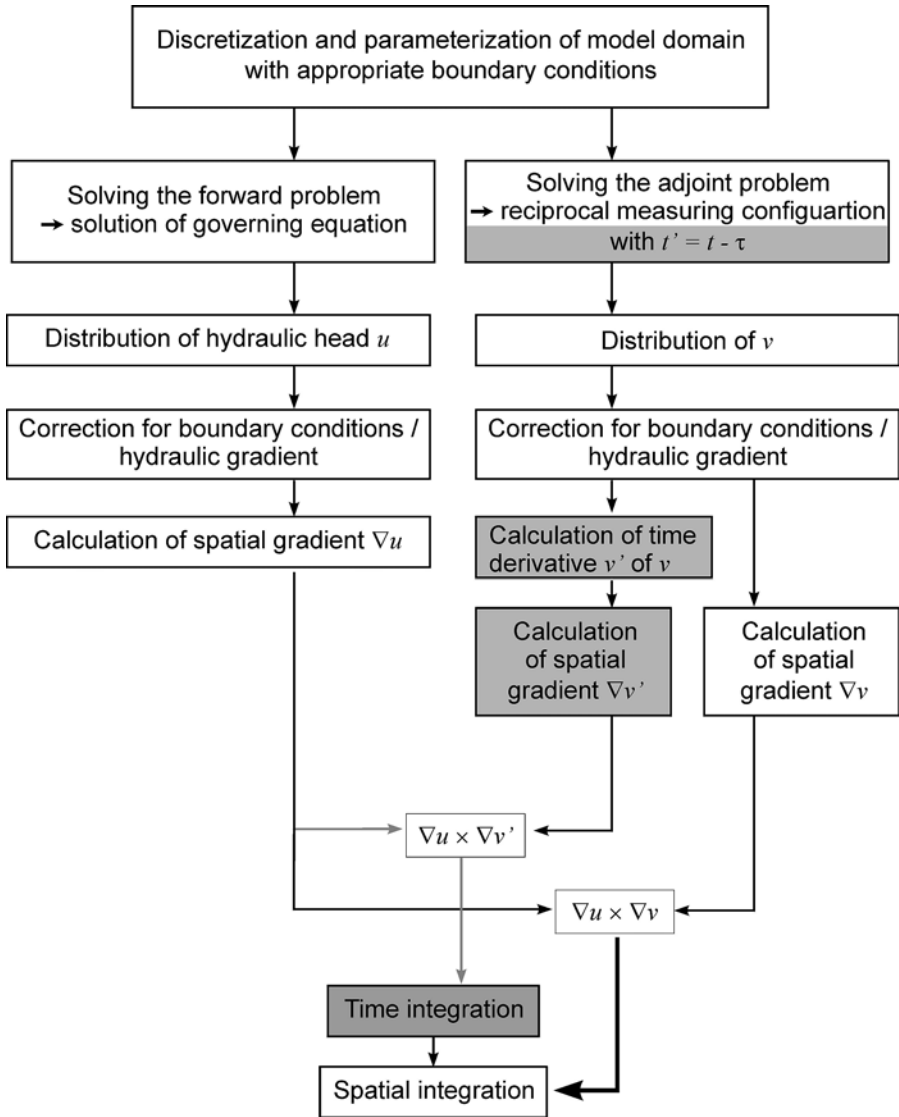 Discretization and parameterization of model domain
with appropriate boundary conditions
Solving the forward problem
→ solution of governing equation
Solving the adjoint problem
→ reciprocal measuring configuartion
with t’ = t - τ
Distribution of hydraulic head u
Distribution of v
Correction for boundary conditions /
hydraulic gradient
Correction for boundary conditions /
hydraulic gradient
Calculation of spatial gradient ∇u
Calculation of time
derivative v’ of v
Calculation
of spatial
gradient ∇v’
Calculation
of spatial
gradient ∇v
∇u × ∇v’
∇u × ∇v
Time integration
Spatial integration